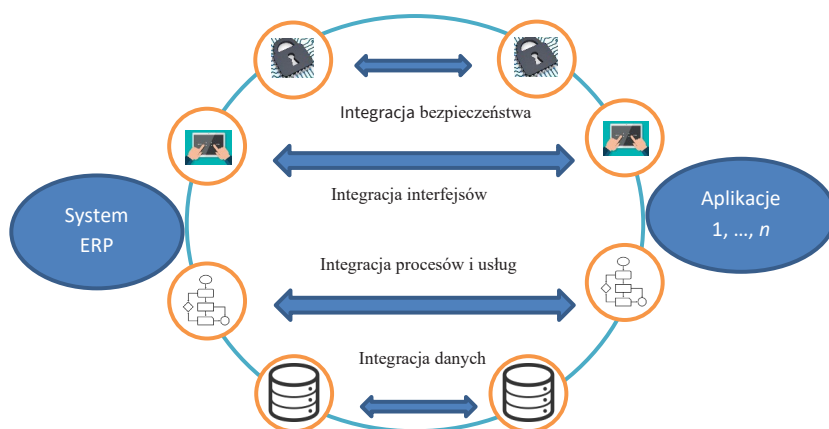 Integracja bezpieczeństwa
Integracja interfejsów
System
ERP
Aplikacje
1, ..., n
Integracja procesów i usług
Integracja danych